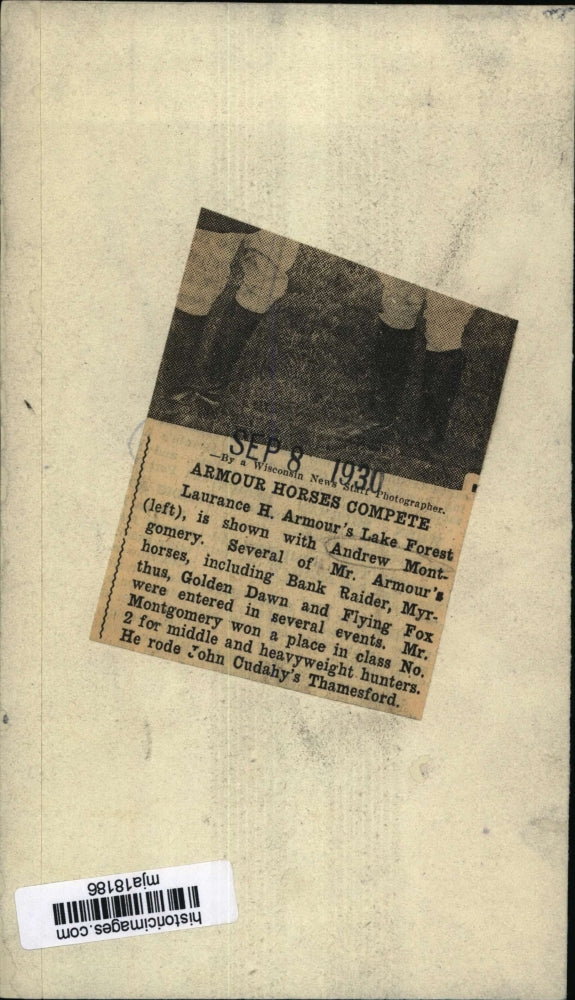 SEP 8 1930
—By a Wisconsin News Staff Photographer.
ARMOUR HORSES COMPETE
Laurance H. Armour's Lake Forest
(left), is shown with Andrew Mont-
gomery. Several of Mr. Armour's
horses, including Bank Raider, Myr-
thus, Golden Dawn and Flying Fox
were entered in several events. Mr.
Montgomery won a place in class No.
2 for middle and heavyweight hunters.
He rode John Cudahy's Thamesford.
historicimages.com
mja18186